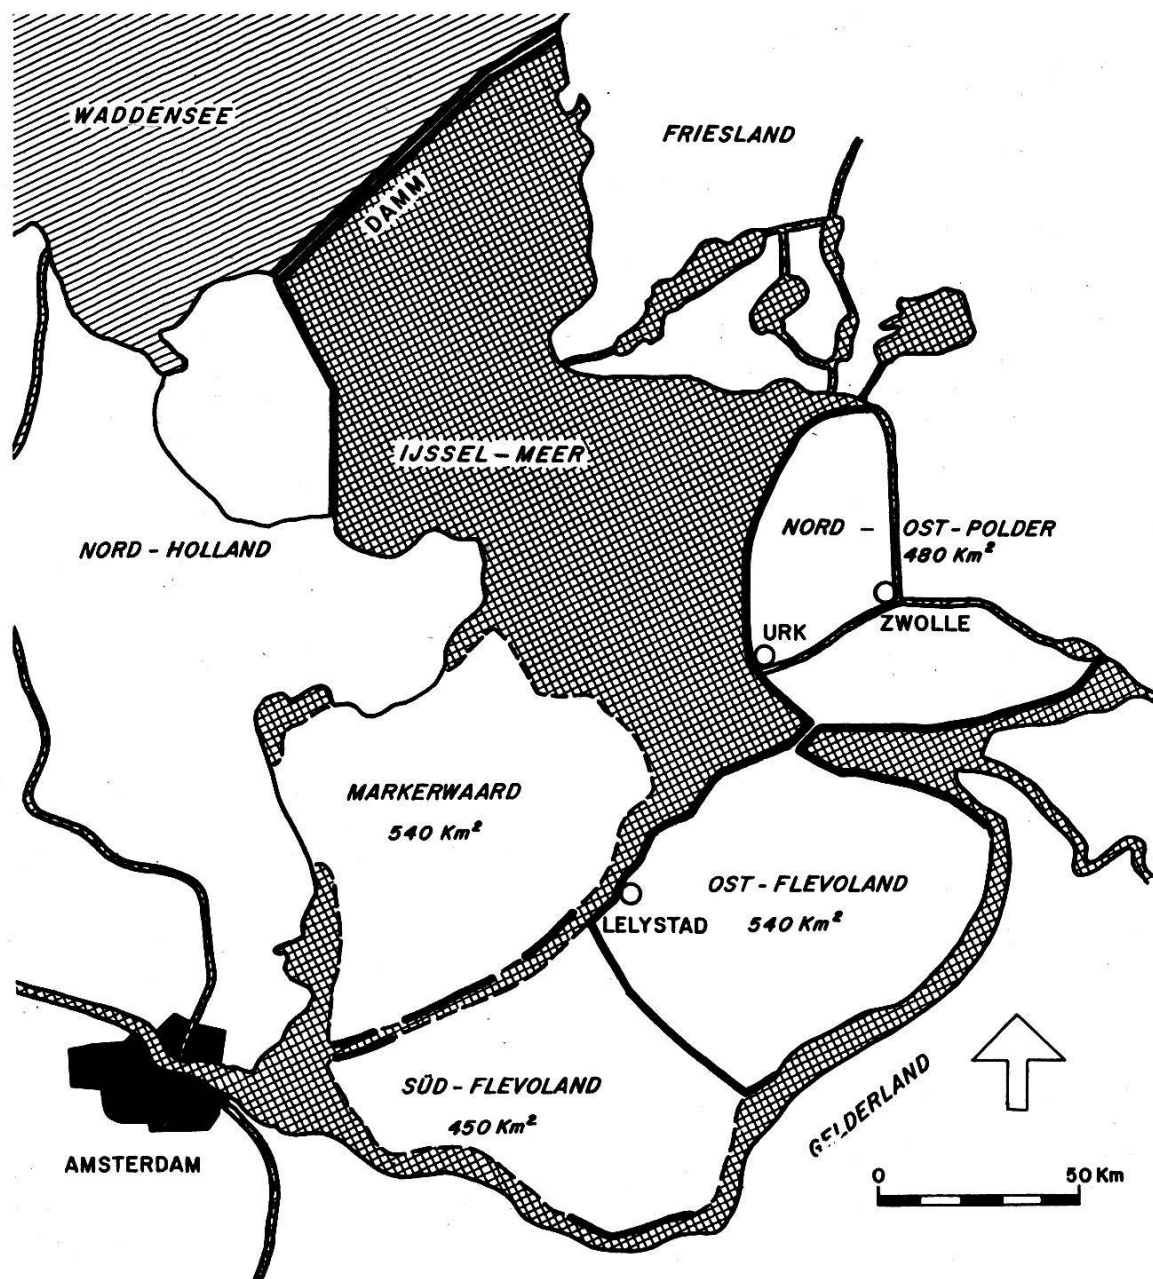 WADDENSEE
FRIESLAND
DAMM
IJSSEL – MEER
NORD – OST – POLDER
480 Km²
NORD - HOLLAND
URK
ZWOLLE
MARKERWAARD
540 Km²
OST - FLEVOLAND
540 Km²
LELYSTAD
SÜD - FLEVOLAND
450 Km²
GELDERLAND
AMSTERDAM
0 50 Km